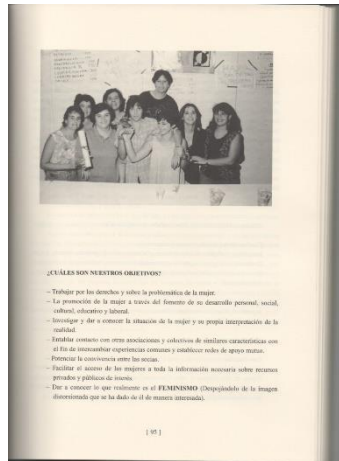 ¿CUÁLES SON NUESTROS OBJETIVOS?
– Trabajar por los derechos y sobre la problemática de la mujer.
– La promoción de la mujer a través del fomento de su desarrollo personal, social,
cultural, educativo y laboral.
– Investigar y dar a conocer la situación de la mujer y su propia interpretación de la
realidad.
– Entablar contacto con otras asociaciones y colectivos de similares características con
el fin de intercambiar experiencias comunes y establecer redes de apoyo mutuo.
– Potenciar la convivencia entre las socias.
– Facilitar el acceso de las mujeres a toda la información necesaria sobre recursos
privados y públicos de interés.
– Dar a conocer lo que realmente es el FEMINISMO (Despojándolo de la imagen
distorsionada que se ha dado de él de manera interesada).
[ 95 ]